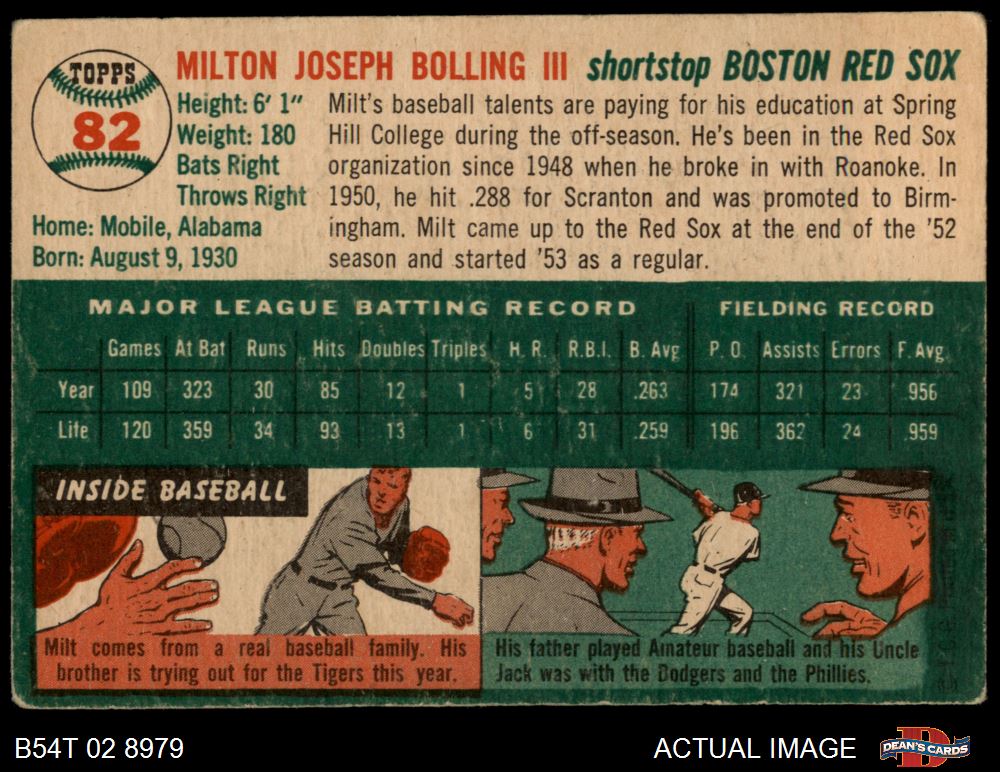 TOPPS
82
MILTON JOSEPH BOLLING III shortstop BOSTON RED SOX
Height: 6' 1"
Weight: 180
Bats Right
Throws Right
Home: Mobile, Alabama
Born: August 9, 1930
Milt's baseball talents are paying for his education at Spring
Hill College during the off-season. He's been in the Red Sox
organization since 1948 when he broke in with Roanoke. In
1950, he hit .288 for Scranton and was promoted to Birm-
ingham. Milt came up to the Red Sox at the end of the '52
season and started '53 as a regular.
MAJOR LEAGUE BATTING RECORD FIELDING RECORD
Games At Bat Runs Hits Doubles Triples H. R. R.B.I. B. Avg. P. O. Assists Errors F. Avg.
Year 109 323 30 85 12 1 5 28 .263 174 321 23 .956
Life 120 359 34 93 13 1 6 31 .259 196 362 24 .959
INSIDE BASEBALL
Milt comes from a real baseball family. His
brother is trying out for the Tigers this year.
His father played Amateur baseball and his Uncle
Jack was with the Dodgers and the Phillies.
B54T 02 8979
ACTUAL IMAGE
D
DEAN'S CARDS